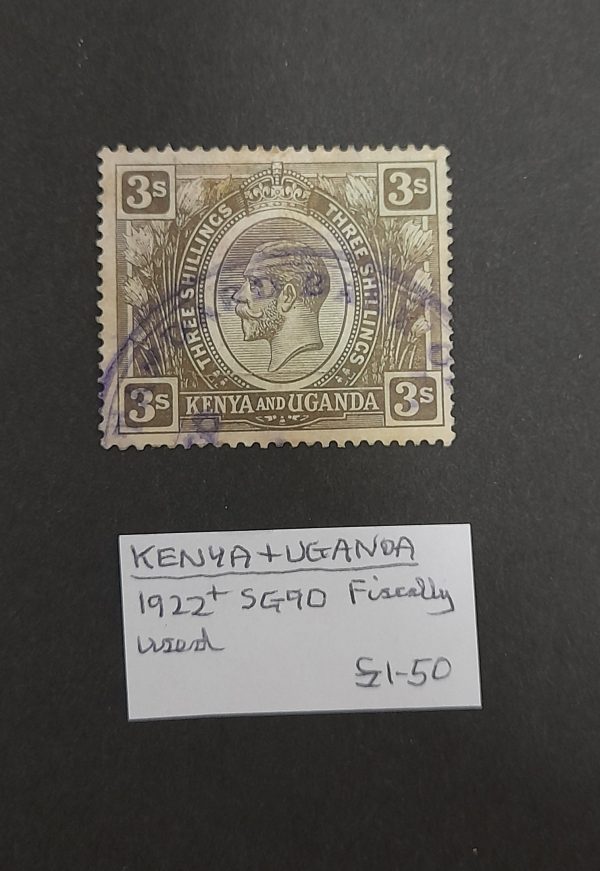 3s 3s
THREE SHILLINGS THREE SHILLINGS
3s 3s
KENYA AND UGANDA
KENYA + UGANDA
1922+ SG90 Fiscally
used
£1-50